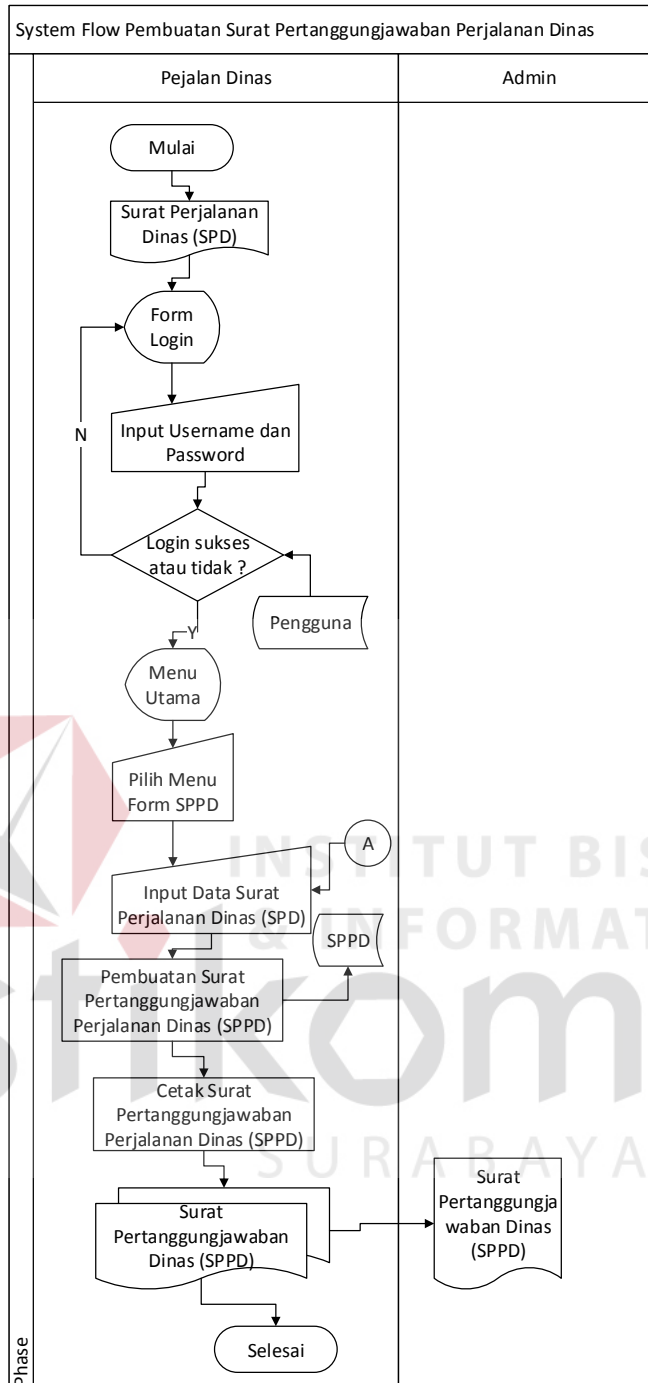 System Flow Pembuatan Surat Pertanggungjawaban Perjalanan Dinas
Pejalan Dinas
Admin
Mulai
Surat Perjalanan
Dinas (SPD)
Form
Login
N
Input Username dan
Password
Login sukses
atau tidak ?
Pengguna
Y
Menu
Utama
Pilih Menu
Form SPPD
A
Input Data Surat
Perjalanan Dinas (SPD)
SPPD
Pembuatan Surat
Pertanggungjawaban
Perjalanan Dinas (SPPD)
Cetak Surat
Pertanggungjawaban
Perjalanan Dinas (SPPD)
Surat
Pertanggungjawaban
Dinas (SPPD)
Surat
Pertanggungja
waban Dinas
(SPPD)
Selesai
Phase
INSTITUT BIS
& INFORMAT
stikom
SURABAYA